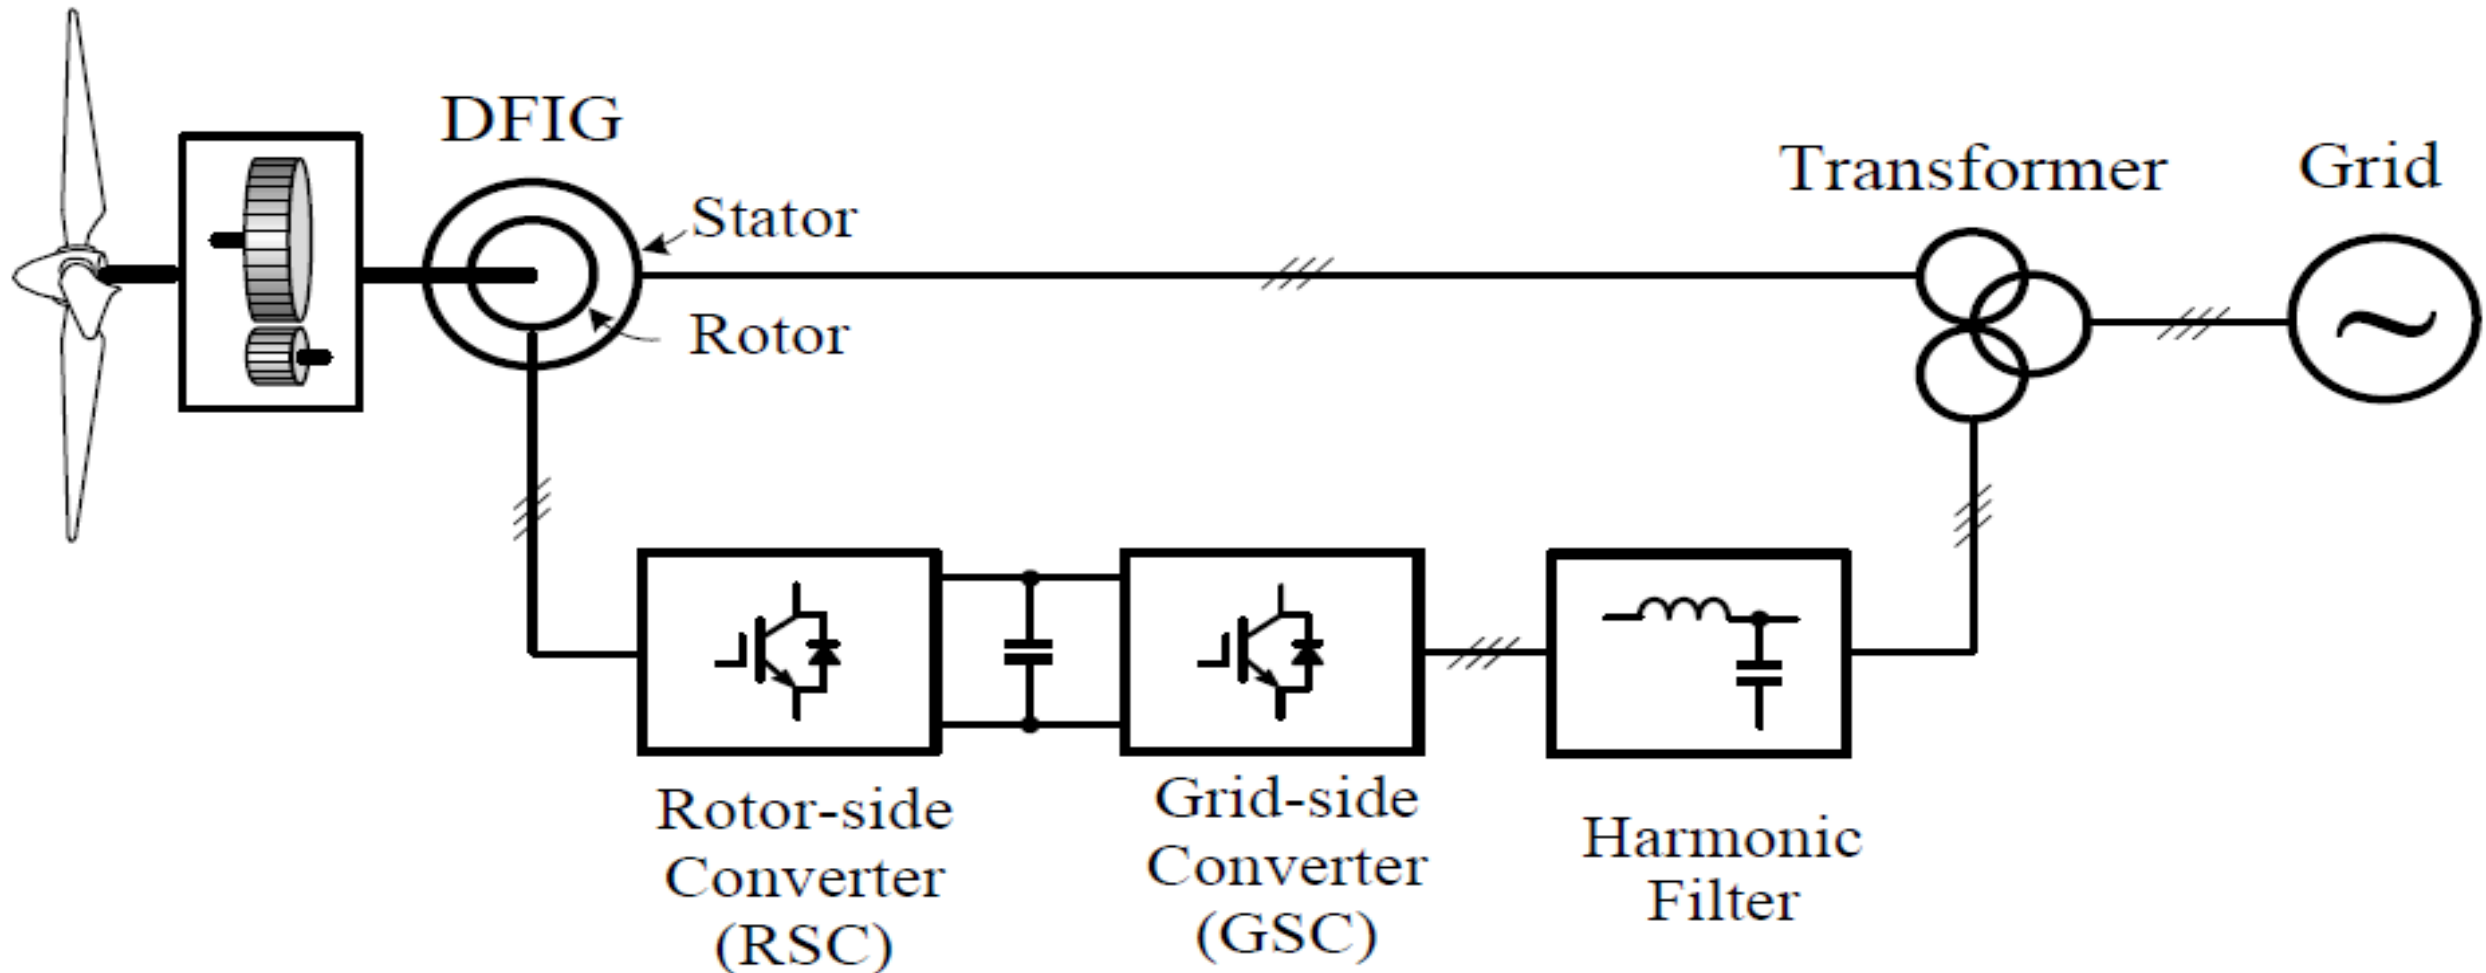 DFIG
Stator
Rotor
Transformer
Grid
Rotor-side
Converter
(RSC)
Grid-side
Converter
(GSC)
Harmonic
Filter